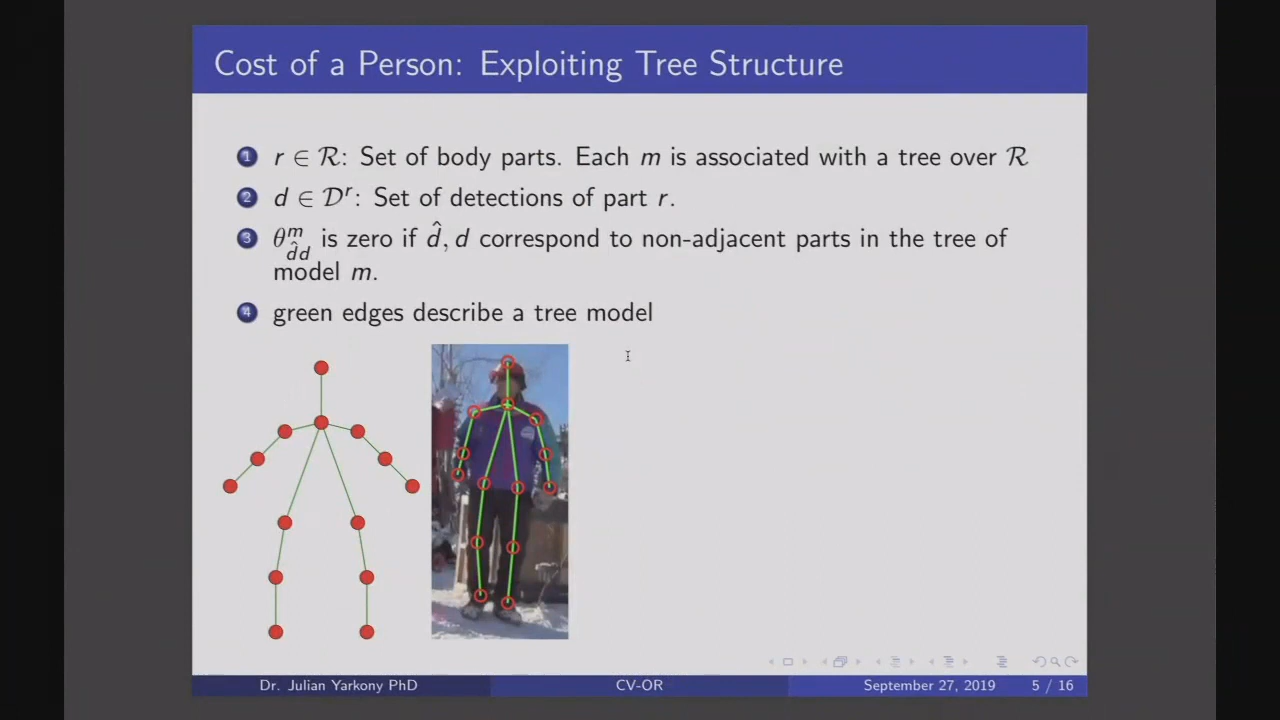 Cost of a Person: Exploiting Tree Structure
1 r ∈ ℛ: Set of body parts. Each m is associated with a tree over ℛ
2 d ∈ 𝒟^r: Set of detections of part r.
3 θ^m_{d̂d} is zero if d̂, d correspond to non-adjacent parts in the tree of
model m.
4 green edges describe a tree model
Dr. Julian Yarkony PhD CV-OR September 27, 2019 5 / 16